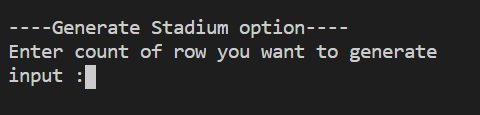 ----Generate Stadium option----
Enter count of row you want to generate
input :